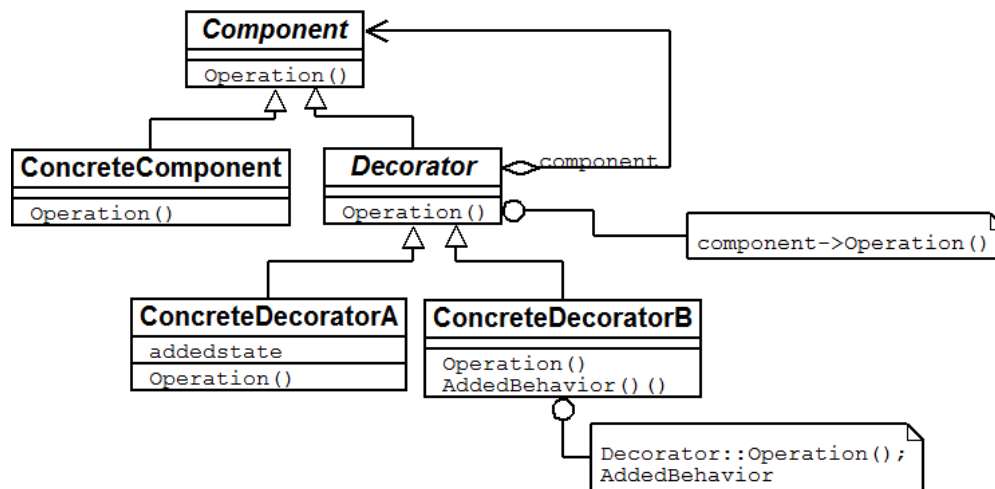 Component
Operation()
ConcreteComponent
Operation()
Decorator
Operation()
component
component->Operation()
ConcreteDecoratorA
addedstate
Operation()
ConcreteDecoratorB
Operation()
AddedBehavior()()
Decorator::Operation();
AddedBehavior